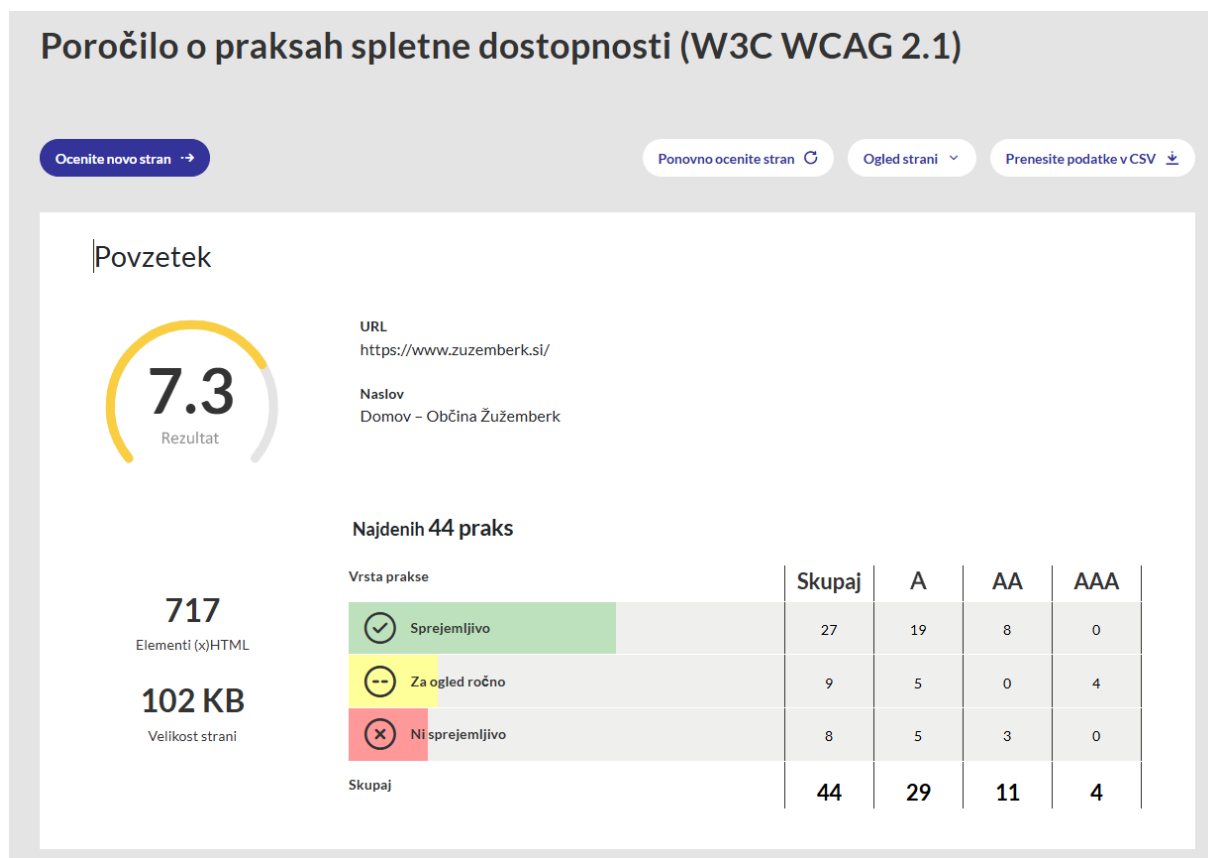 Poročilo o praksah spletne dostopnosti (W3C WCAG 2.1)
Ocenite novo stran
Ponovno ocenite stran
Ogled strani
Prenesite podatke v CSV
Povzetek
7.3
Rezultat
URL
https://www.zuzemberk.si/
Naslov
Domov – Občina Žužemberk
717
Elementi (x)HTML
102 KB
Velikost strani
Najdenih 44 praks
Vrsta prakse Skupaj A AA AAA
Sprejemljivo 27 19 8 0
Za ogled ročno 9 5 0 4
Ni sprejemljivo 8 5 3 0
Skupaj 44 29 11 4